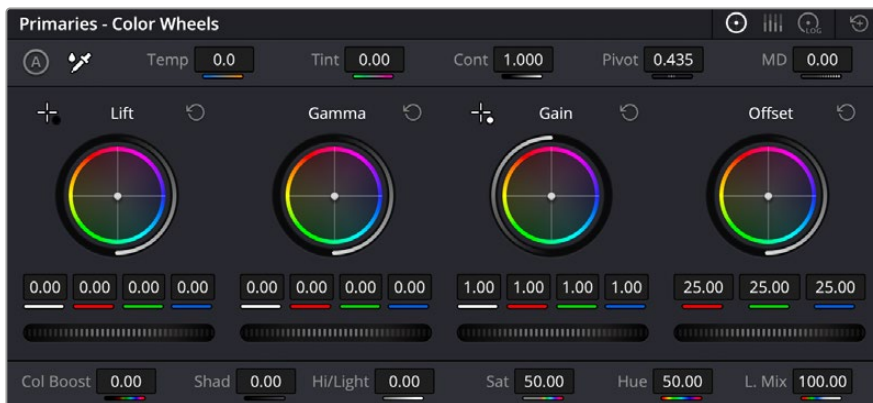 Primaries - Color Wheels
LOG
A Temp 0.0 Tint 0.00 Cont 1.000 Pivot 0.435 MD 0.00
Lift Gamma Gain Offset
0.00 0.00 0.00 0.00 0.00 0.00 0.00 0.00 1.00 1.00 1.00 1.00 25.00 25.00 25.00
Col Boost 0.00 Shad 0.00 Hi/Light 0.00 Sat 50.00 Hue 50.00 L. Mix 100.00